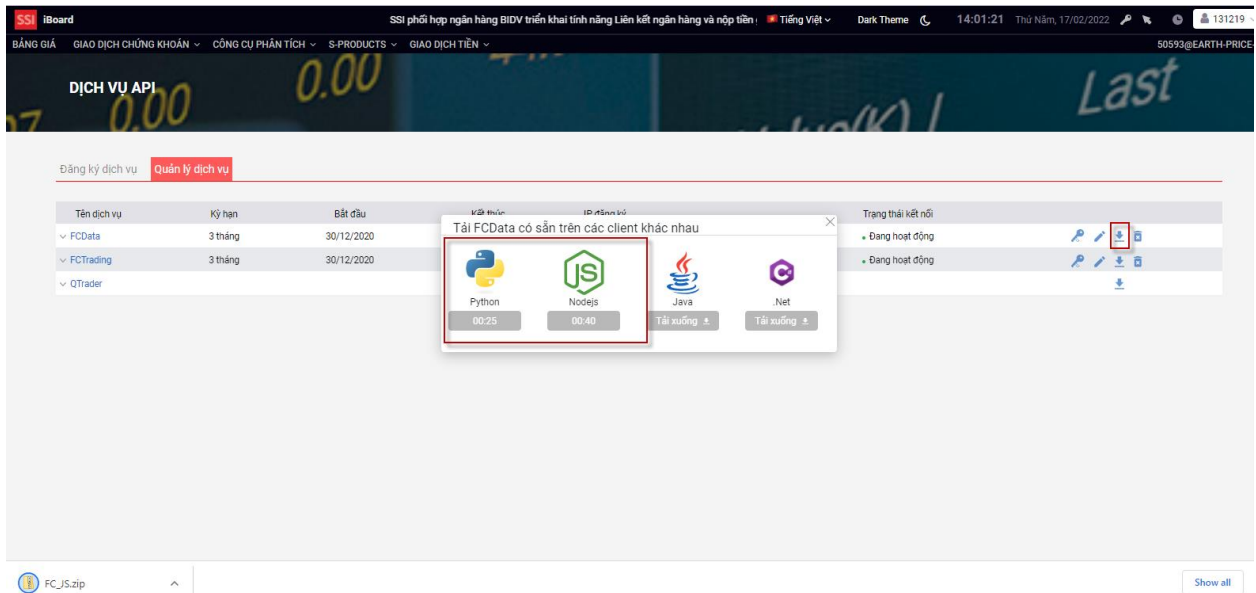 SSI iBoard SSI phối hợp ngân hàng BIDV triển khai tính năng Liên kết ngân hàng và nộp tiền Tiếng Việt Dark Theme 14:01:21 Thứ Năm, 17/02/2022 131219
BẢNG GIÁ GIAO DỊCH CHỨNG KHOÁN CÔNG CỤ PHÂN TÍCH S-PRODUCTS GIAO DỊCH TIỀN 50593@EARTH-PRICE-
DỊCH VỤ API
0.00 0.00 Last
Đăng ký dịch vụ Quản lý dịch vụ
Tên dịch vụ Kỳ hạn Bắt đầu Kết thúc IP đăng ký Trạng thái kết nối
FCData 3 tháng 30/12/2020 Đang hoạt động
FCTrading 3 tháng 30/12/2020 Đang hoạt động
QTrader
Tải FCData có sẵn trên các client khác nhau
JS C#
Python Nodejs Java .Net
00:25 00:40 Tải xuống Tải xuống
FC_JS.zip Show all